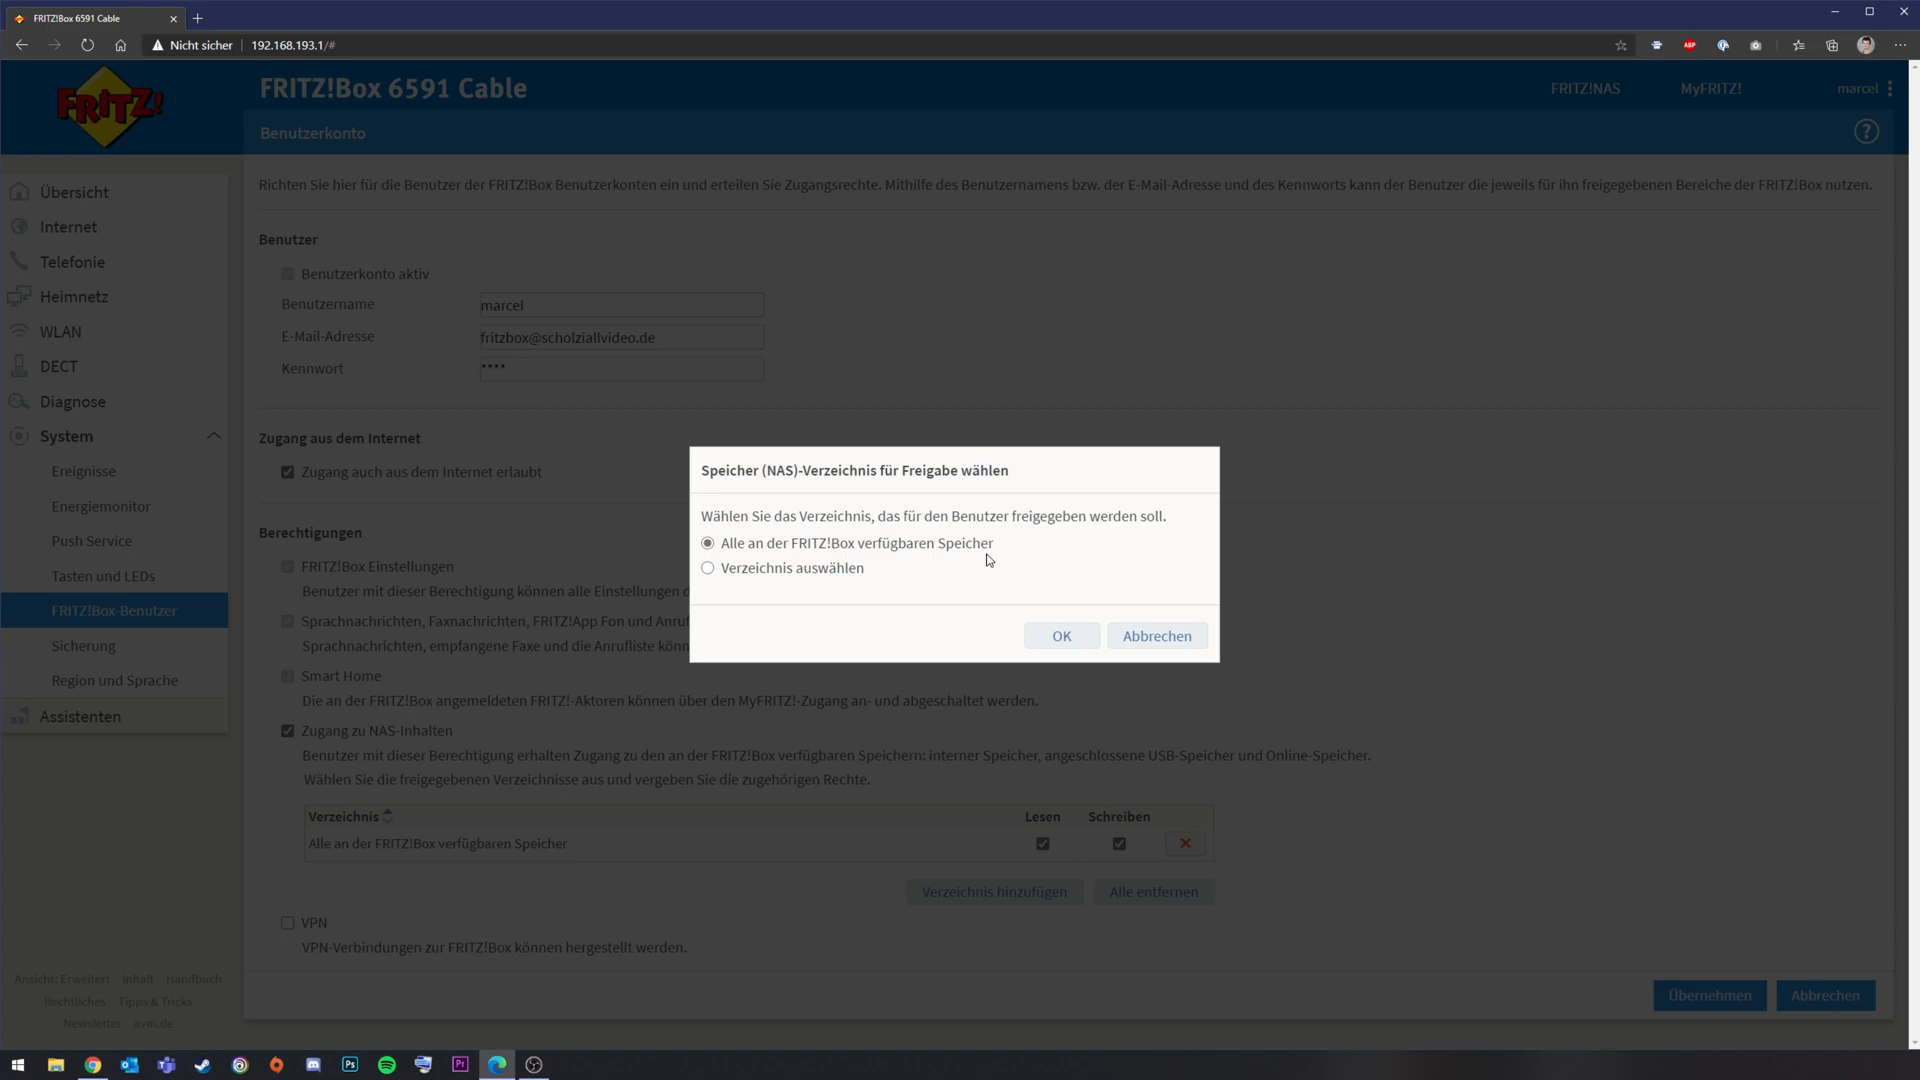 FRITZ!Box 6591 Cable
Nicht sicher
192.168.193.1/#
ABP
FRITZ!
FRITZ!Box 6591 Cable
FRITZ!NAS
MyFRITZ!
marcel
Benutzerkonto
?
Übersicht
Internet
Telefonie
Heimnetz
WLAN
DECT
Diagnose
System
Ereignisse
Energiemonitor
Push Service
Tasten und LEDs
FRITZ!Box-Benutzer
Sicherung
Region und Sprache
Assistenten
Ansicht: Erweitert Inhalt Handbuch
Rechtliches Tipps & Tricks
Newsletter avm.de
Richten Sie hier für die Benutzer der FRITZ!Box Benutzerkonten ein und erteilen Sie Zugangsrechte. Mithilfe des Benutzernamens bzw. der E-Mail-Adresse und des Kennworts kann der Benutzer die jeweils für ihn freigegebenen Bereiche der FRITZ!Box nutzen.
Benutzer
Benutzerkonto aktiv
Benutzername marcel
E-Mail-Adresse fritzbox@scholziallvideo.de
Kennwort ****
Zugang aus dem Internet
Zugang auch aus dem Internet erlaubt
Berechtigungen
FRITZ!Box Einstellungen
Benutzer mit dieser Berechtigung können alle Einstellungen d
Sprachnachrichten, Faxnachrichten, FRITZ!App Fon und Anruf
Sprachnachrichten, empfangene Faxe und die Anrufliste könn
Smart Home
Die an der FRITZ!Box angemeldeten FRITZ!-Aktoren können über den MyFRITZ!-Zugang an- und abgeschaltet werden.
Zugang zu NAS-Inhalten
Benutzer mit dieser Berechtigung erhalten Zugang zu den an der FRITZ!Box verfügbaren Speichern: interner Speicher, angeschlossene USB-Speicher und Online-Speicher.
Wählen Sie die freigegebenen Verzeichnisse aus und vergeben Sie die zugehörigen Rechte.
Verzeichnis Lesen Schreiben
Alle an der FRITZ!Box verfügbaren Speicher
Verzeichnis hinzufügen Alle entfernen
VPN
VPN-Verbindungen zur FRITZ!Box können hergestellt werden.
Übernehmen Abbrechen
Speicher (NAS)-Verzeichnis für Freigabe wählen
Wählen Sie das Verzeichnis, das für den Benutzer freigegeben werden soll.
Alle an der FRITZ!Box verfügbaren Speicher
Verzeichnis auswählen
OK Abbrechen
Ps
Pr